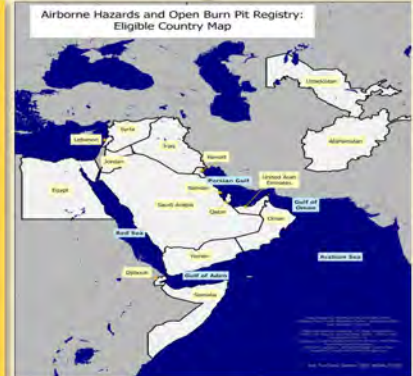 Airborne Hazards and Open Burn Pit Registry:
Eligible Country Map
Uzbekistan
Syria
Lebanon
Iraq
Afghanistan
Jordan
Kuwait
Persian Gulf
United Arab
Emirates
Egypt
Bahrain
Gulf of
Oman
Saudi Arabia
Qatar
Oman
Red Sea
Arabian Sea
Yemen
Djibouti
Gulf of Aden
Somalia